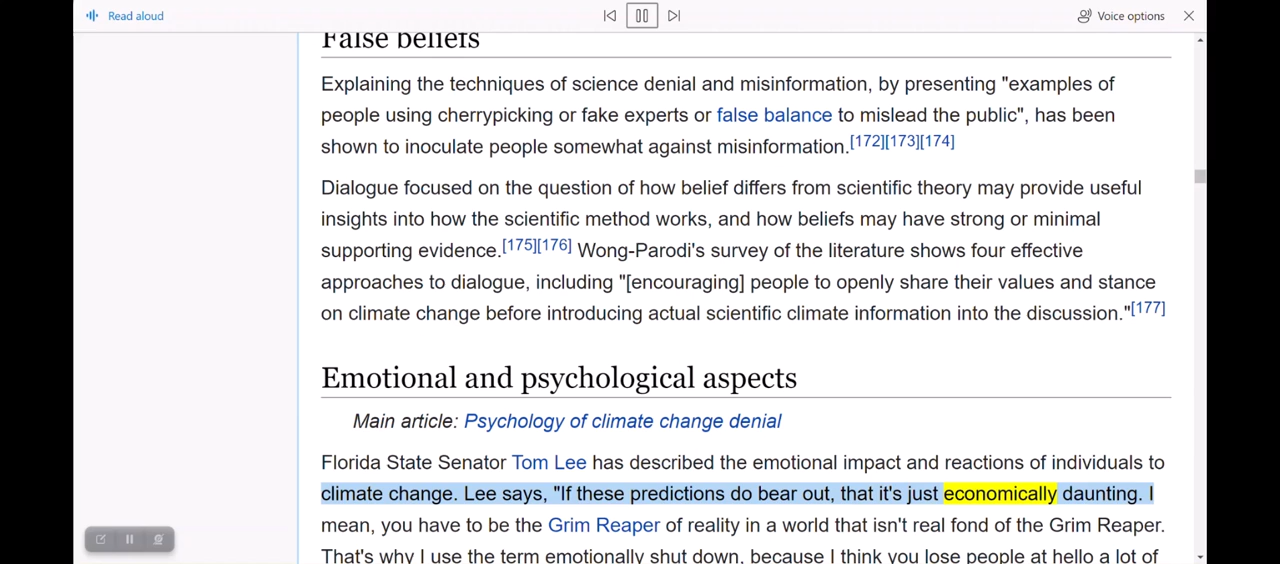 Read aloud
Voice options
False beliefs
Explaining the techniques of science denial and misinformation, by presenting "examples of
people using cherrypicking or fake experts or false balance to mislead the public", has been
shown to inoculate people somewhat against misinformation.[172][173][174]
Dialogue focused on the question of how belief differs from scientific theory may provide useful
insights into how the scientific method works, and how beliefs may have strong or minimal
supporting evidence.[175][176] Wong-Parodi's survey of the literature shows four effective
approaches to dialogue, including "[encouraging] people to openly share their values and stance
on climate change before introducing actual scientific climate information into the discussion."[177]
Emotional and psychological aspects
Main article: Psychology of climate change denial
Florida State Senator Tom Lee has described the emotional impact and reactions of individuals to
climate change. Lee says, "If these predictions do bear out, that it's just economically daunting. I
mean, you have to be the Grim Reaper of reality in a world that isn't real fond of the Grim Reaper.
That's why I use the term emotionally shut down, because I think you lose people at hello a lot of